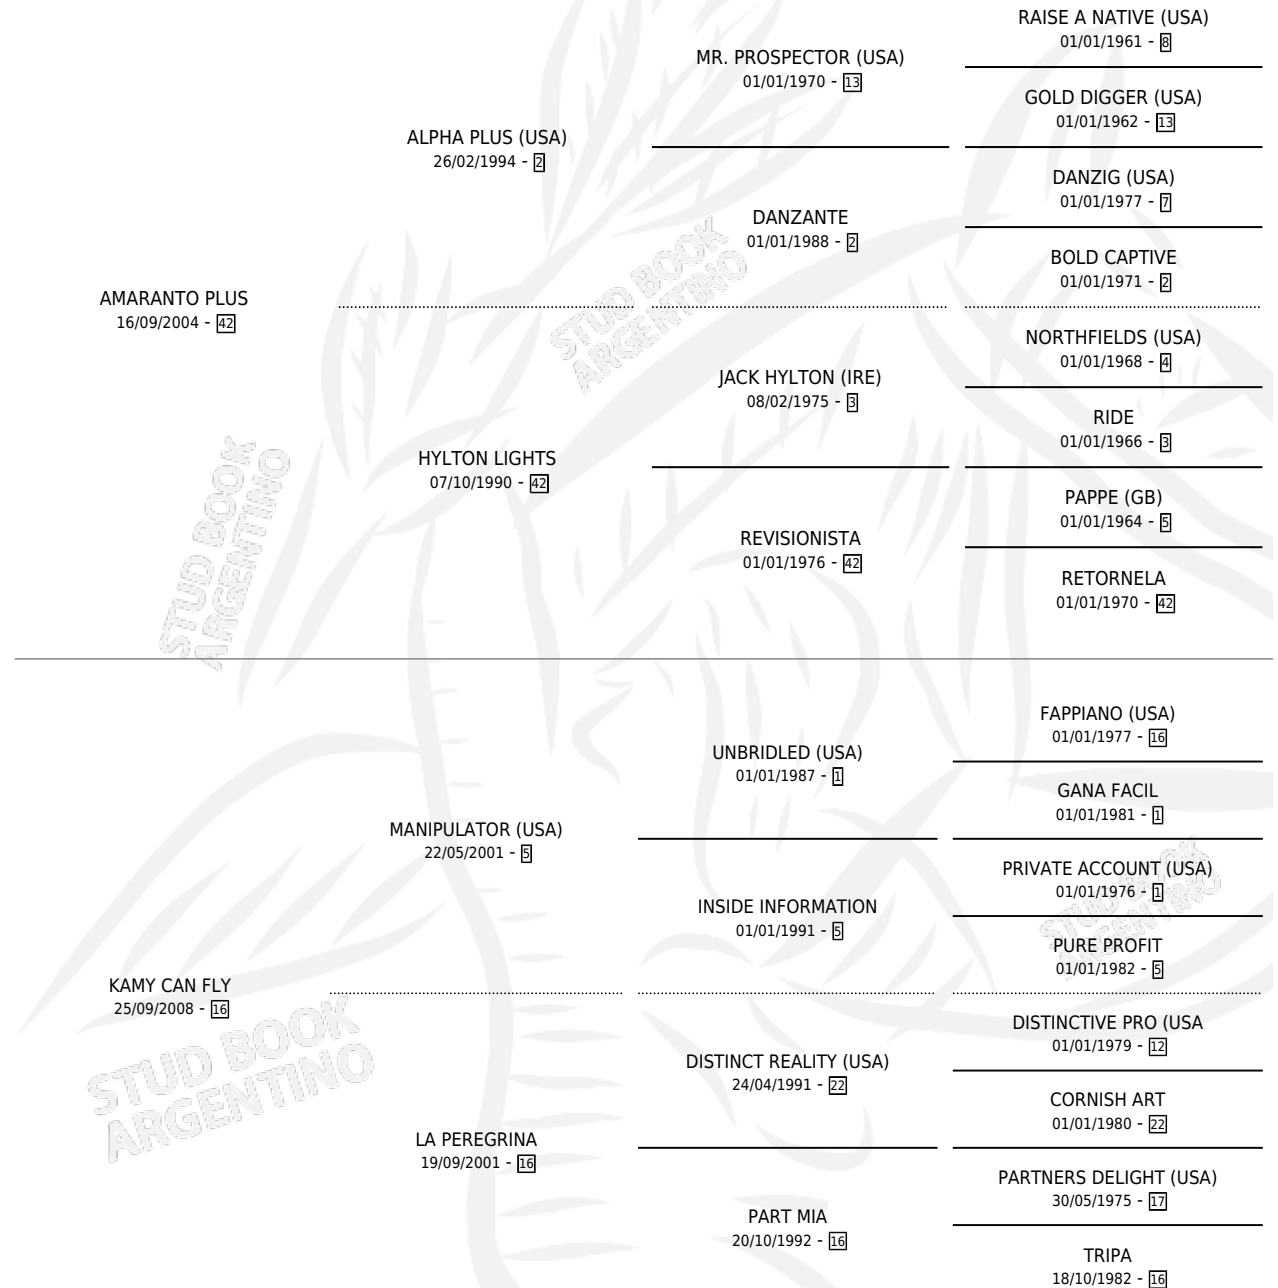 RAISE A NATIVE (USA)
01/01/1961 - 8
MR. PROSPECTOR (USA)
01/01/1970 - 13
GOLD DIGGER (USA)
01/01/1962 - 13
ALPHA PLUS (USA)
26/02/1994 - 2
DANZIG (USA)
01/01/1977 - 7
DANZANTE
01/01/1988 - 2
BOLD CAPTIVE
01/01/1971 - 2
AMARANTO PLUS
16/09/2004 - 42
STUD BOOK
ARGENTINO
NORTHFIELDS (USA)
01/01/1968 - 4
JACK HYLTON (IRE)
08/02/1975 - 3
RIDE
01/01/1966 - 3
HYLTON LIGHTS
07/10/1990 - 42
PAPPE (GB)
01/01/1964 - 5
REVISIONISTA
01/01/1976 - 42
RETORNELA
01/01/1970 - 42
STUD BOOK
ARGENTINO
FAPPIANO (USA)
01/01/1977 - 16
UNBRIDLED (USA)
01/01/1987 - 1
GANA FACIL
01/01/1981 - 1
MANIPULATOR (USA)
22/05/2001 - 5
PRIVATE ACCOUNT (USA)
01/01/1976 - 1
INSIDE INFORMATION
01/01/1991 - 5
STUD BOOK
ARGENTINO
PURE PROFIT
01/01/1982 - 5
KAMY CAN FLY
25/09/2008 - 16
STUD BOOK
ARGENTINO
DISTINCTIVE PRO (USA
01/01/1979 - 12
DISTINCT REALITY (USA)
24/04/1991 - 22
CORNISH ART
01/01/1980 - 22
LA PEREGRINA
19/09/2001 - 16
PARTNERS DELIGHT (USA)
30/05/1975 - 17
PART MIA
20/10/1992 - 16
TRIPA
18/10/1982 - 16